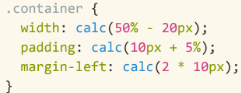 .container {
  width: calc(50% - 20px);
  padding: calc(10px + 5%);
  margin-left: calc(2 * 10px);
}